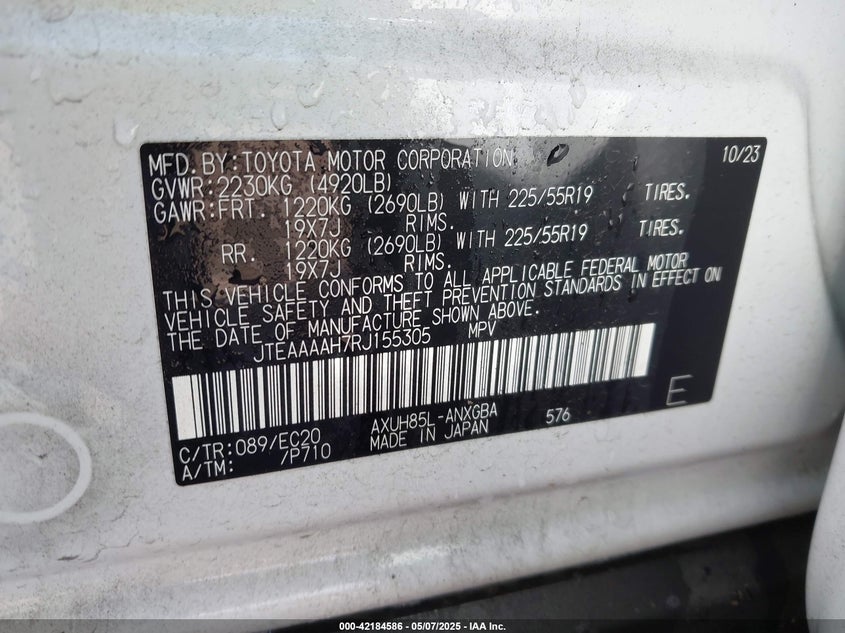 MFD.BY:TOYOTA MOTOR CORPORATION 10/23
GVWR:2230KG (4920LB)
GAWR:FRT. 1220KG (2690LB) WITH 225/55R19 TIRES.
19X7J RIMS.
RR. 1220KG (2690LB) WITH 225/55R19 TIRES.
19X7J RIMS.
THIS VEHICLE CONFORMS TO ALL APPLICABLE FEDERAL MOTOR
VEHICLE SAFETY AND THEFT PREVENTION STANDARDS IN EFFECT ON
THE DATE OF MANUFACTURE SHOWN ABOVE.
JTEAAAAH7RJ155305 MPV
C/TR:089/EC20 AXUH85L-ANXGBA 576 E
A/TM: /P710 MADE IN JAPAN
000-42184586 - 05/07/2025 - IAA Inc.